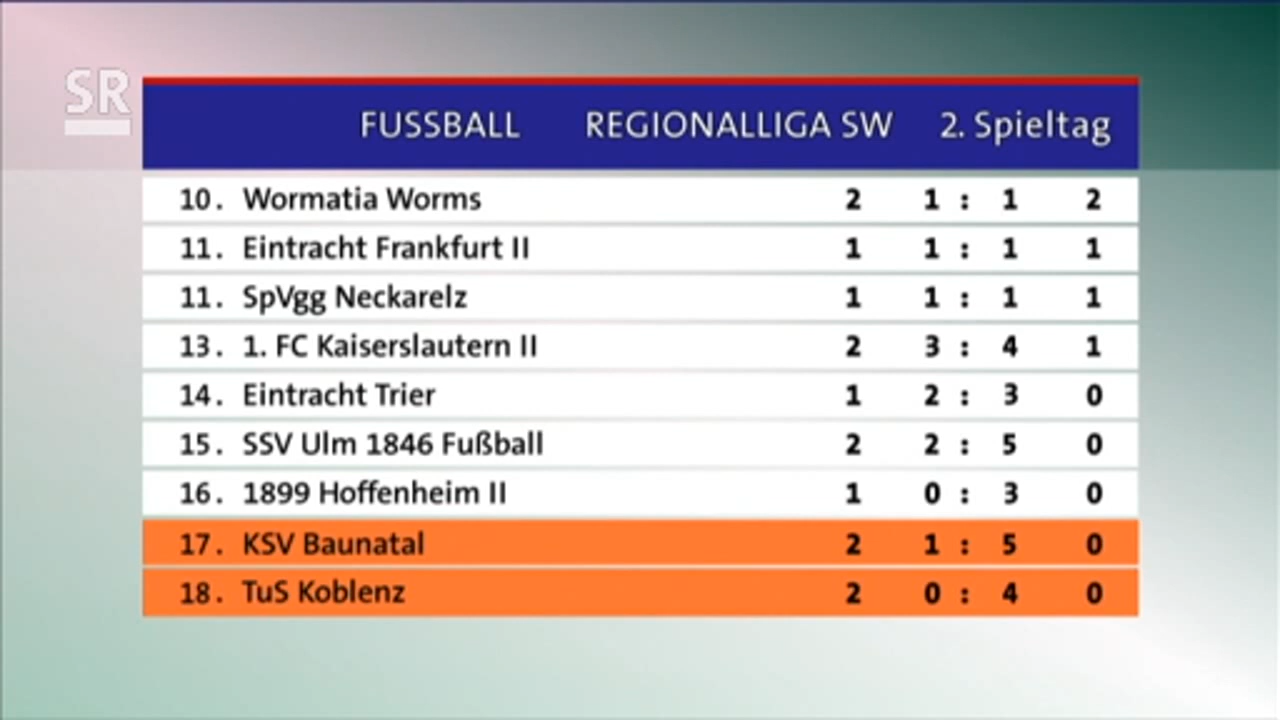 SR
FUSSBALL REGIONALLIGA SW 2. Spieltag
10. Wormatia Worms 2 1 : 1 2
11. Eintracht Frankfurt II 1 1 : 1 1
11. SpVgg Neckarelz 1 1 : 1 1
13. 1. FC Kaiserslautern II 2 3 : 4 1
14. Eintracht Trier 1 2 : 3 0
15. SSV Ulm 1846 Fußball 2 2 : 5 0
16. 1899 Hoffenheim II 1 0 : 3 0
17. KSV Baunatal 2 1 : 5 0
18. TuS Koblenz 2 0 : 4 0